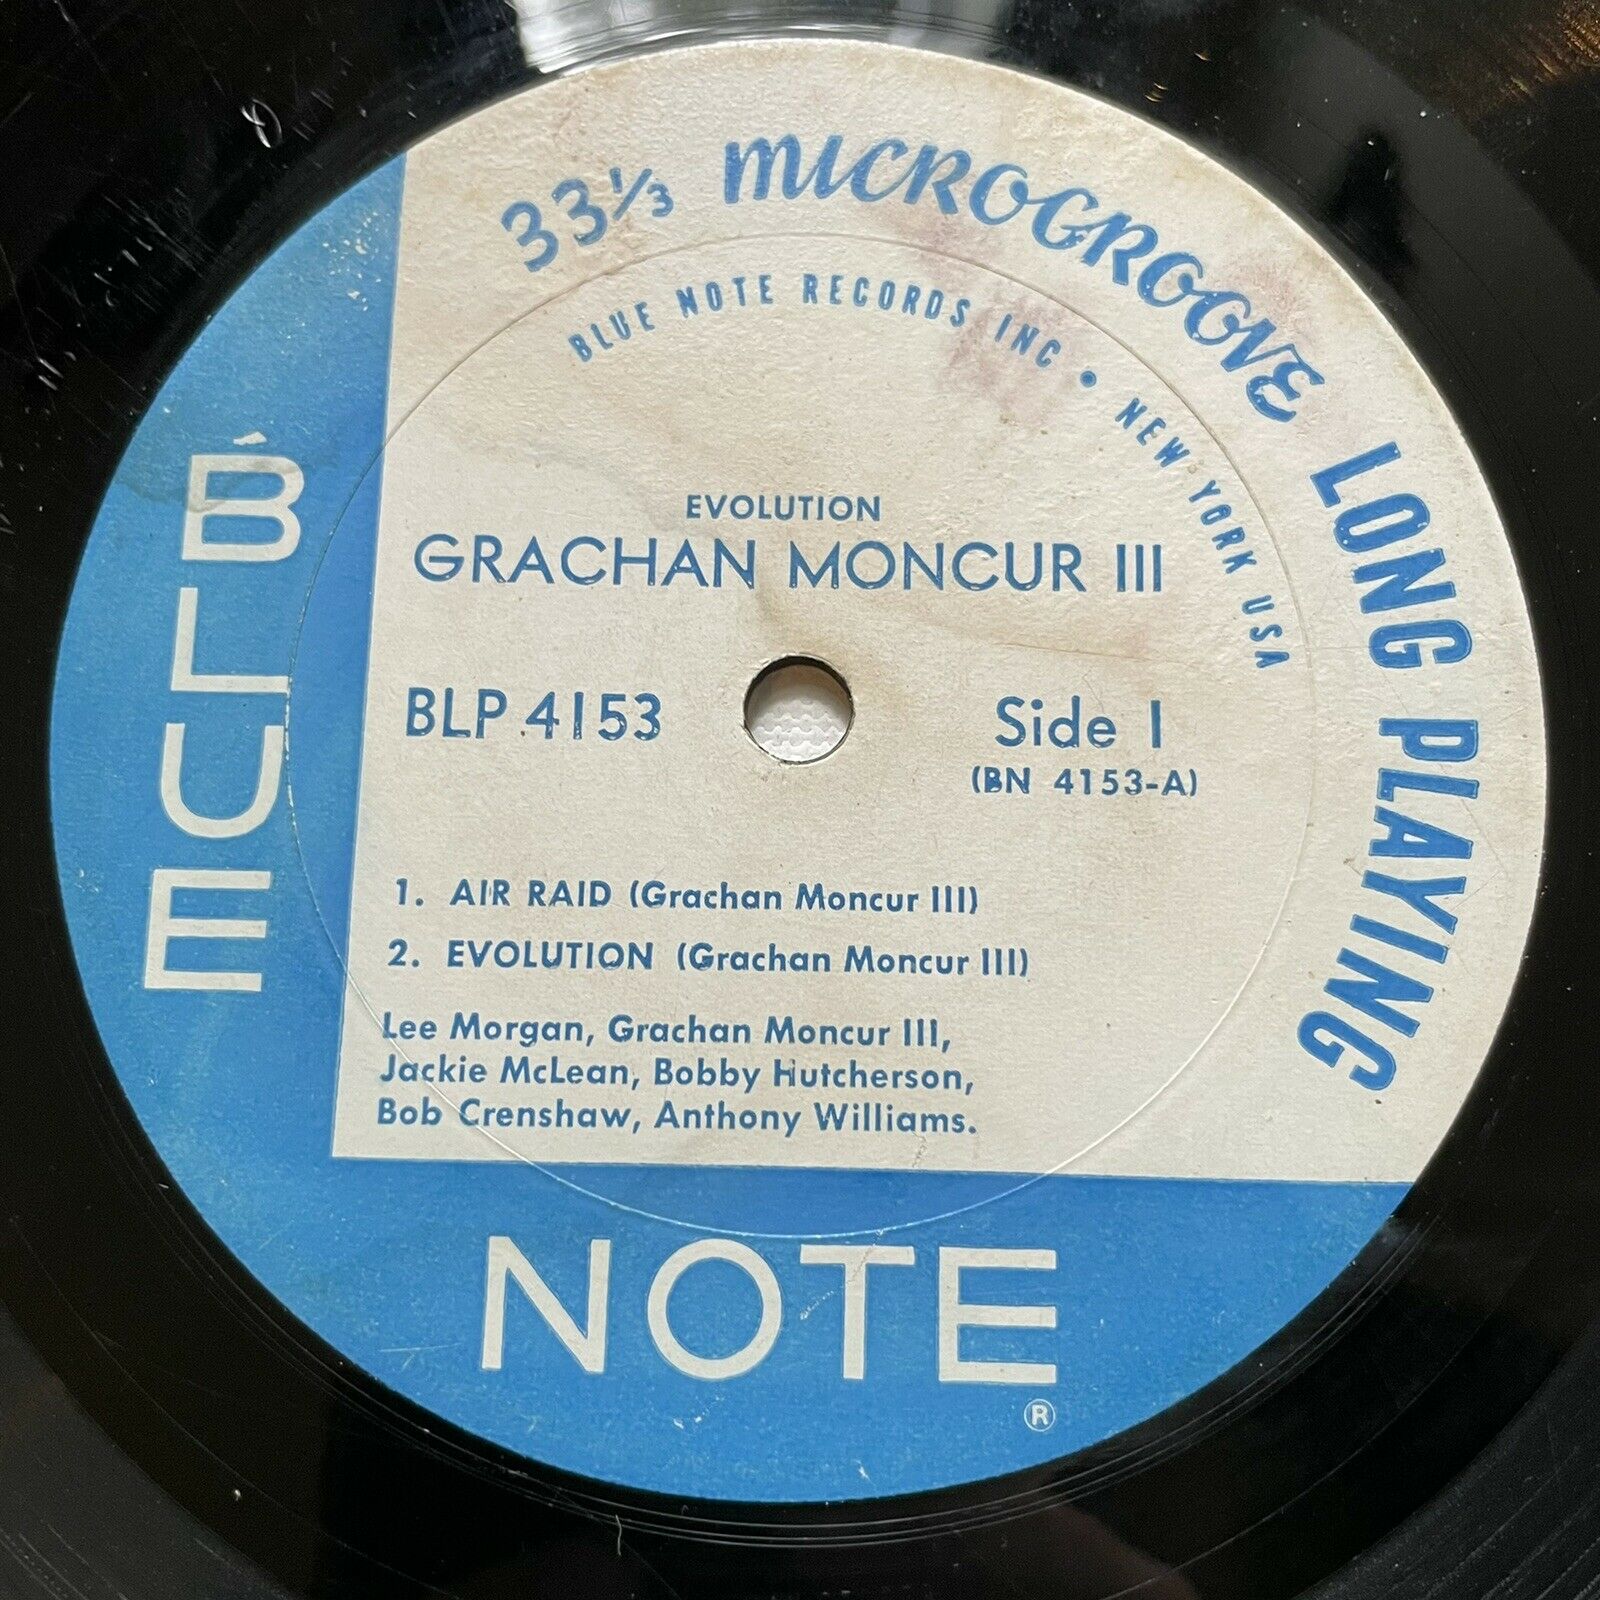 33 1/3 MICROGROOVE LONG PLAYING
BLUE NOTE RECORDS INC • NEW YORK USA
EVOLUTION
GRACHAN MONCUR III
BLP 4153
Side 1
(BN 4153-A)
1. AIR RAID (Grachan Moncur III)
2. EVOLUTION (Grachan Moncur III)
Lee Morgan, Grachan Moncur III,
Jackie McLean, Bobby Hutcherson,
Bob Crenshaw, Anthony Williams.
BLUE
NOTE
®